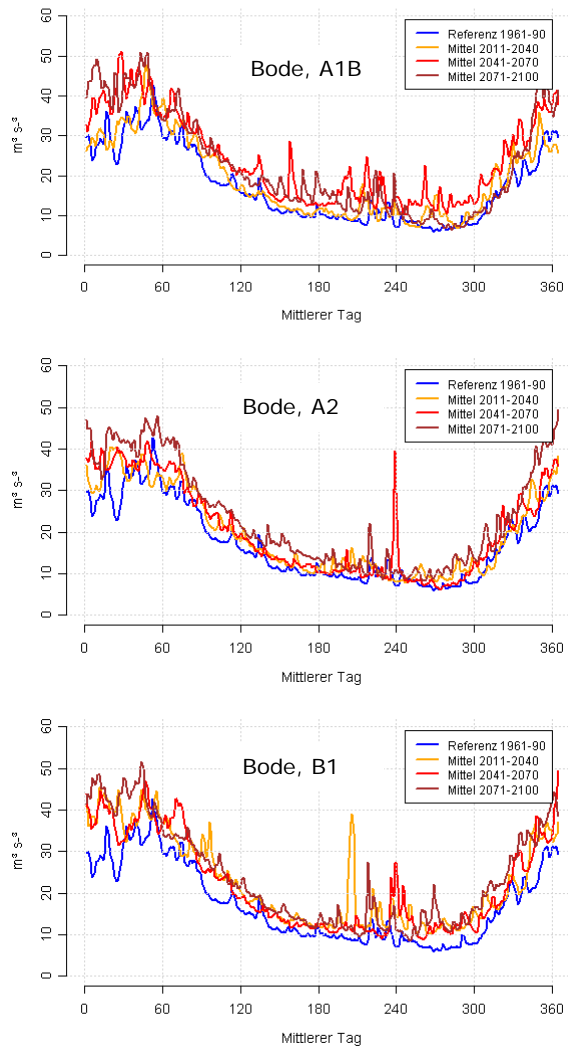 Bode, A1B
Referenz 1961-90
Mittel 2011-2040
Mittel 2041-2070
Mittel 2071-2100
m³ s-³
60
50
40
30
20
10
0
0 60 120 180 240 300 360
Mittlerer Tag
Bode, A2
Referenz 1961-90
Mittel 2011-2040
Mittel 2041-2070
Mittel 2071-2100
m³ s-³
60
50
40
30
20
10
0
0 60 120 180 240 300 360
Mittlerer Tag
Bode, B1
Referenz 1961-90
Mittel 2011-2040
Mittel 2041-2070
Mittel 2071-2100
m³ s-³
60
50
40
30
20
10
0
0 60 120 180 240 300 360
Mittlerer Tag